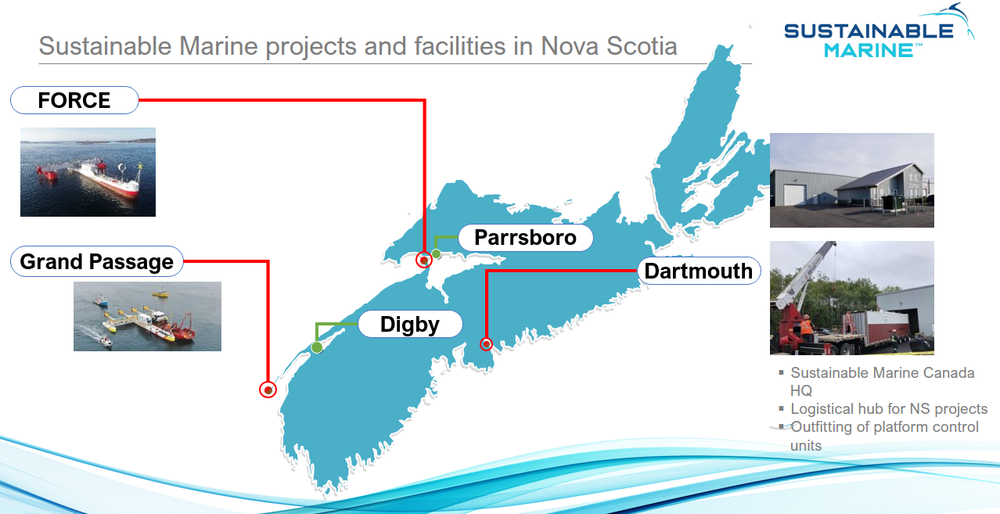 Sustainable Marine projects and facilities in Nova Scotia
SUSTAINABLE
MARINE™
FORCE
Grand Passage
Parrsboro
Dartmouth
Digby
▪ Sustainable Marine Canada
HQ
▪ Logistical hub for NS projects
▪ Outfitting of platform control
units